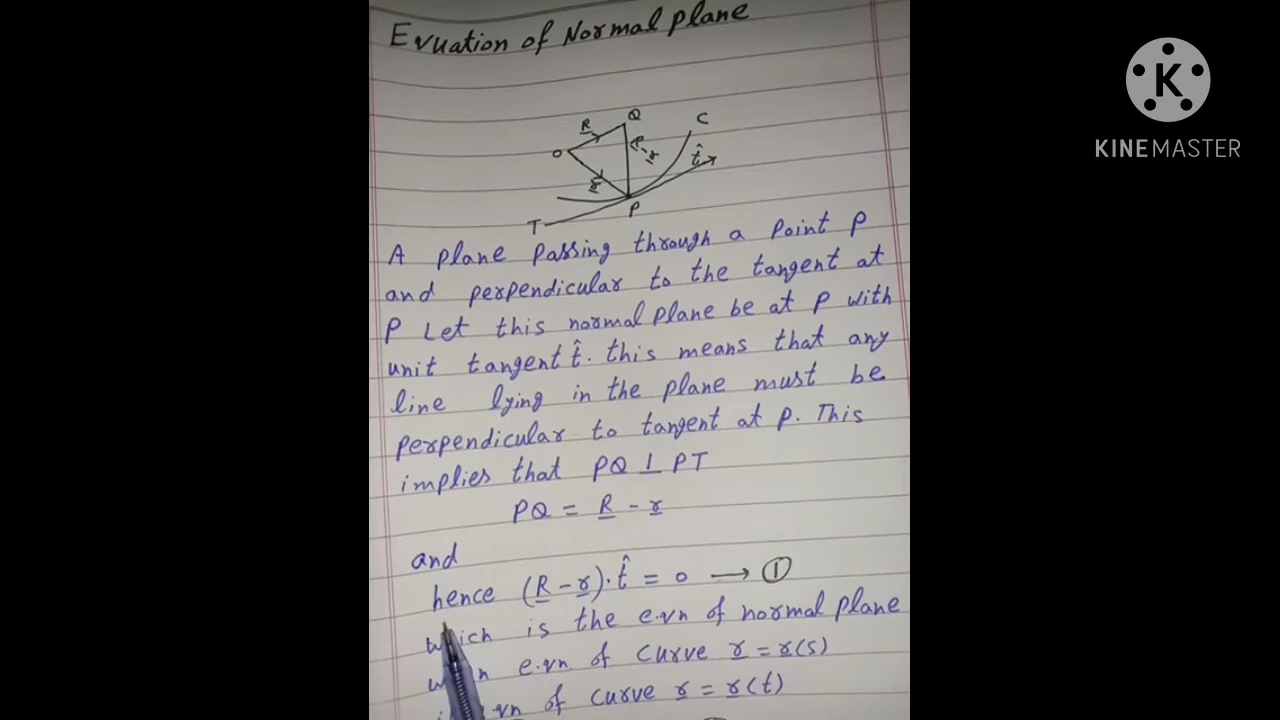 Evuation of Normal plane
K
KINEMASTER
Q
C
R
O
R-r
t̂
r
P
T
A plane passing through a point P
and perpendicular to the tangent at
P Let this normal plane be at P with
unit tangent t̂. this means that any
line lying in the plane must be
perpendicular to tangent at p. This
implies that PQ ⊥ PT
PQ = R - r
and
hence (R - r).t̂ = 0 → ①
which is the e.vn of normal plane
e.vn of curve r = r(s)
vn of curve r = r(t)